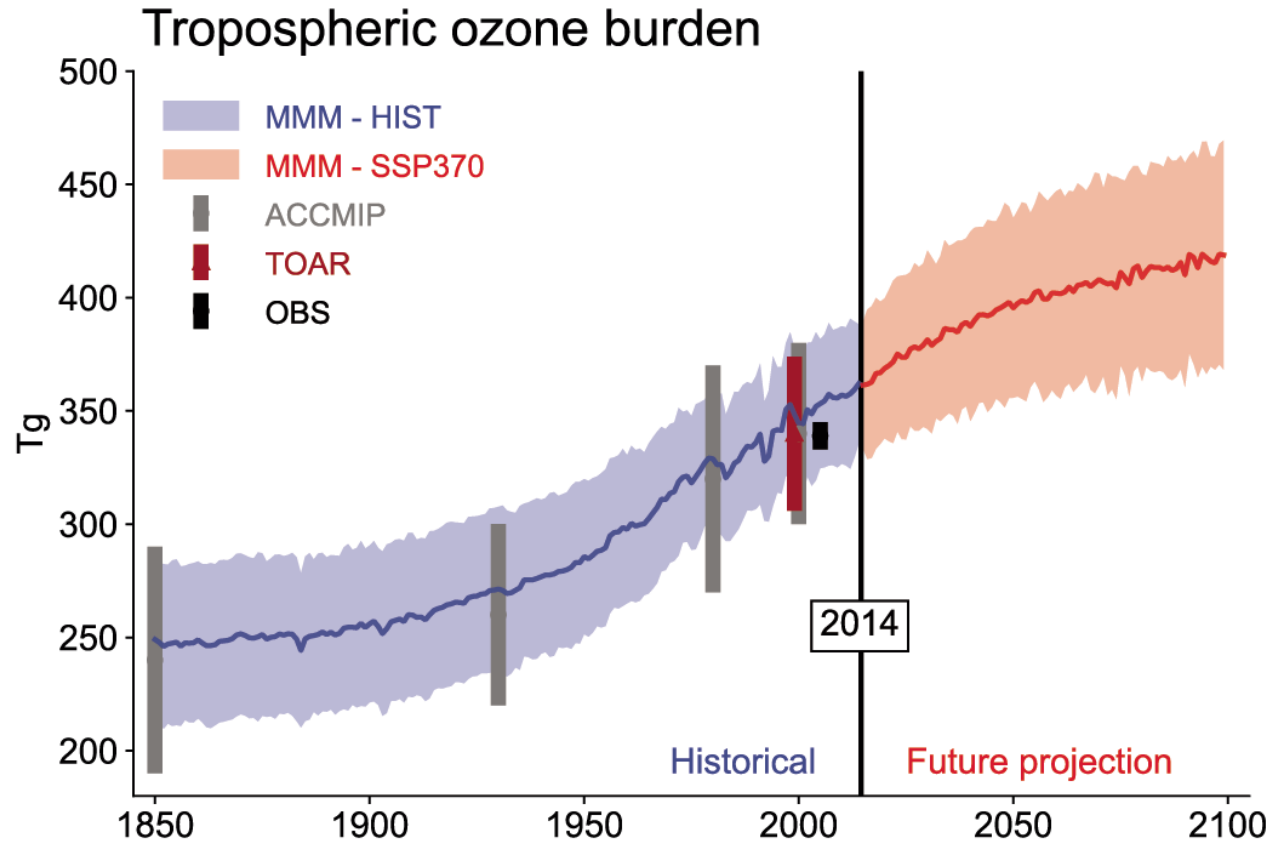 Tropospheric ozone burden
500
450
400
350
300
250
200
Tg
MMM - HIST
MMM - SSP370
ACCMIP
TOAR
OBS
2014
Historical
Future projection
1850 1900 1950 2000 2050 2100